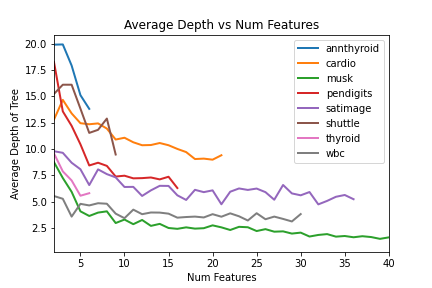 Average Depth vs Num Features
Average Depth of Tree
20.0
17.5
15.0
12.5
10.0
7.5
5.0
2.5
annthyroid
cardio
musk
pendigits
satimage
shuttle
thyroid
wbc
5
10
15
20
25
30
35
40
Num Features